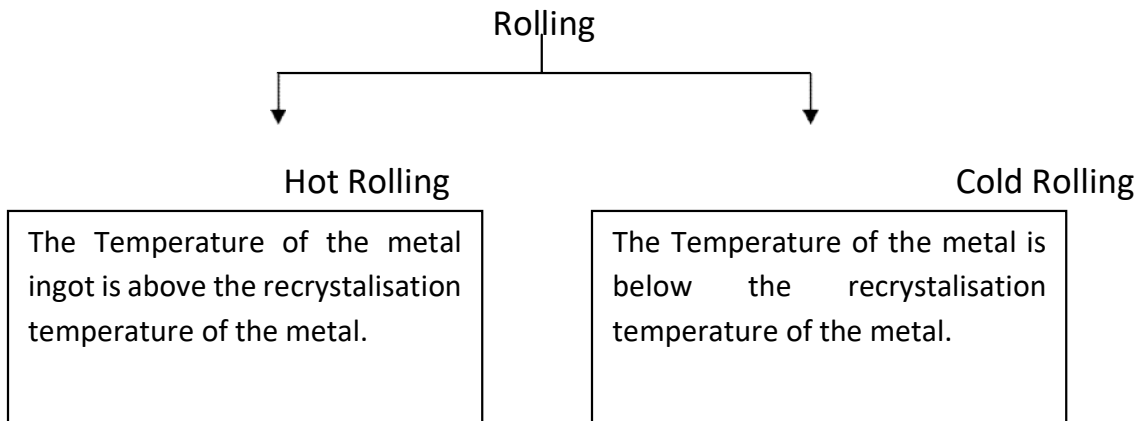 Rolling
Hot Rolling
Cold Rolling
The Temperature of the metal
ingot is above the recrystalisation
temperature of the metal.
The Temperature of the metal is
below the recrystalisation
temperature of the metal.